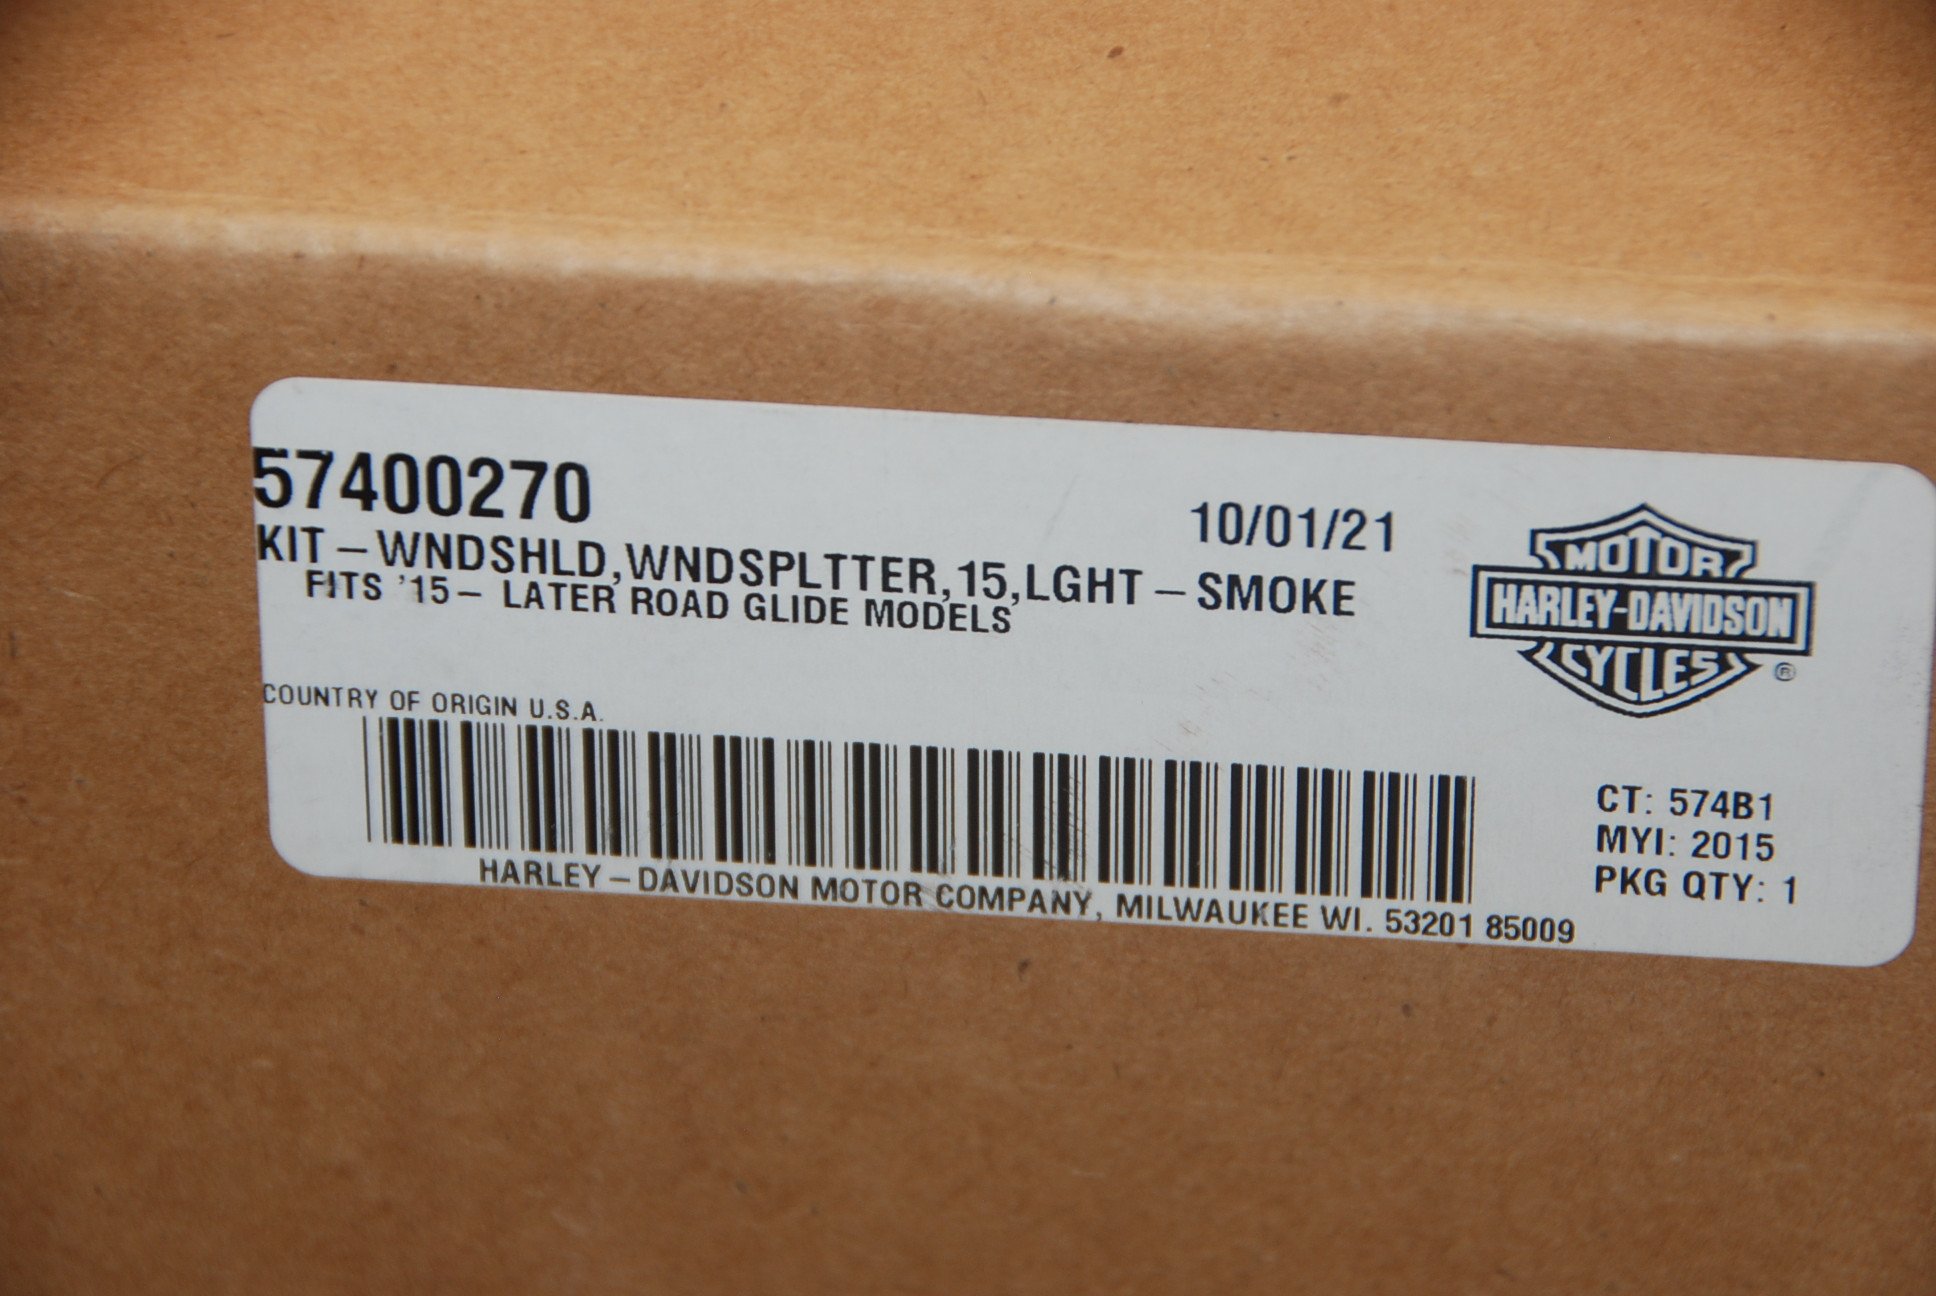 57400270
10/01/21
KIT-WNDSHLD,WNDSPLTTER,15,LGHT-SMOKE
FITS '15- LATER ROAD GLIDE MODELS
MOTOR
HARLEY-DAVIDSON
CYCLES
®
COUNTRY OF ORIGIN U.S.A.
CT: 574B1
MYI: 2015
PKG QTY: 1
HARLEY-DAVIDSON MOTOR COMPANY, MILWAUKEE WI. 53201 85009